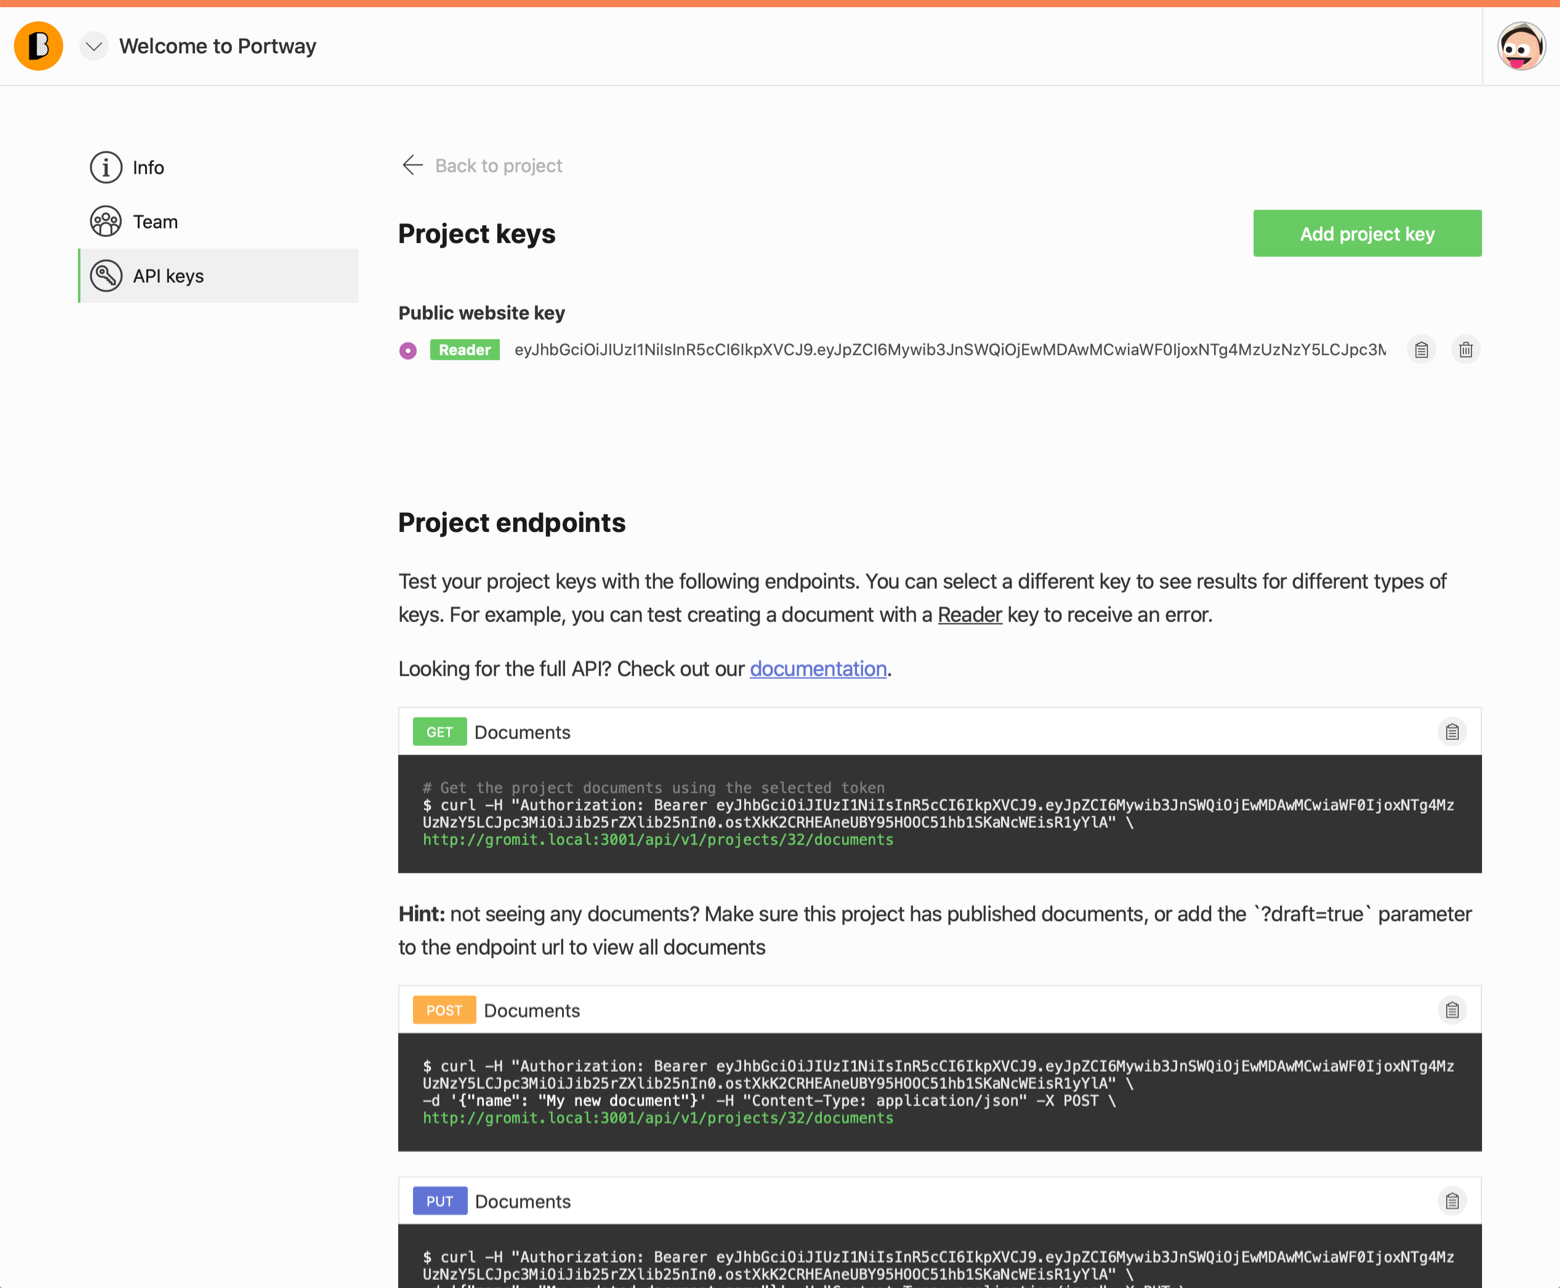 Welcome to Portway
Info
Team
API keys
Back to project
Project keys
Add project key
Public website key
Reader
eyJhbGciOiJIUzI1NiIsInR5cCI6IkpXVCJ9.eyJpZCI6Mywib3JnSWQiOjEwMDAwMCwiaWF0IjoxNTg4MzUzNzY5LCJpc3M
Project endpoints
Test your project keys with the following endpoints. You can select a different key to see results for different types of
keys. For example, you can test creating a document with a Reader key to receive an error.
Looking for the full API? Check out our documentation.
GET Documents
# Get the project documents using the selected token
$ curl -H "Authorization: Bearer eyJhbGciOiJIUzI1NiIsInR5cCI6IkpXVCJ9.eyJpZCI6Mywib3JnSWQiOjEwMDAwMCwiaWF0IjoxNTg4Mz
UzNzY5LCJpc3MiOiJib25rZXlib25nIn0.ostXkK2CRHEAneUBY95HOOC51hb1SKaNcWEisR1yYlA" \
http://gromit.local:3001/api/v1/projects/32/documents
Hint: not seeing any documents? Make sure this project has published documents, or add the `?draft=true` parameter
to the endpoint url to view all documents
POST Documents
$ curl -H "Authorization: Bearer eyJhbGciOiJIUzI1NiIsInR5cCI6IkpXVCJ9.eyJpZCI6Mywib3JnSWQiOjEwMDAwMCwiaWF0IjoxNTg4Mz
UzNzY5LCJpc3MiOiJib25rZXlib25nIn0.ostXkK2CRHEAneUBY95HOOC51hb1SKaNcWEisR1yYlA" \
-d '{"name": "My new document"}' -H "Content-Type: application/json" -X POST \
http://gromit.local:3001/api/v1/projects/32/documents
PUT Documents
$ curl -H "Authorization: Bearer eyJhbGciOiJIUzI1NiIsInR5cCI6IkpXVCJ9.eyJpZCI6Mywib3JnSWQiOjEwMDAwMCwiaWF0IjoxNTg4Mz
UzNzY5LCJpc3MiOiJib25rZXlib25nIn0.ostXkK2CRHEAneUBY95HOOC51hb1SKaNcWEisR1yYlA" \